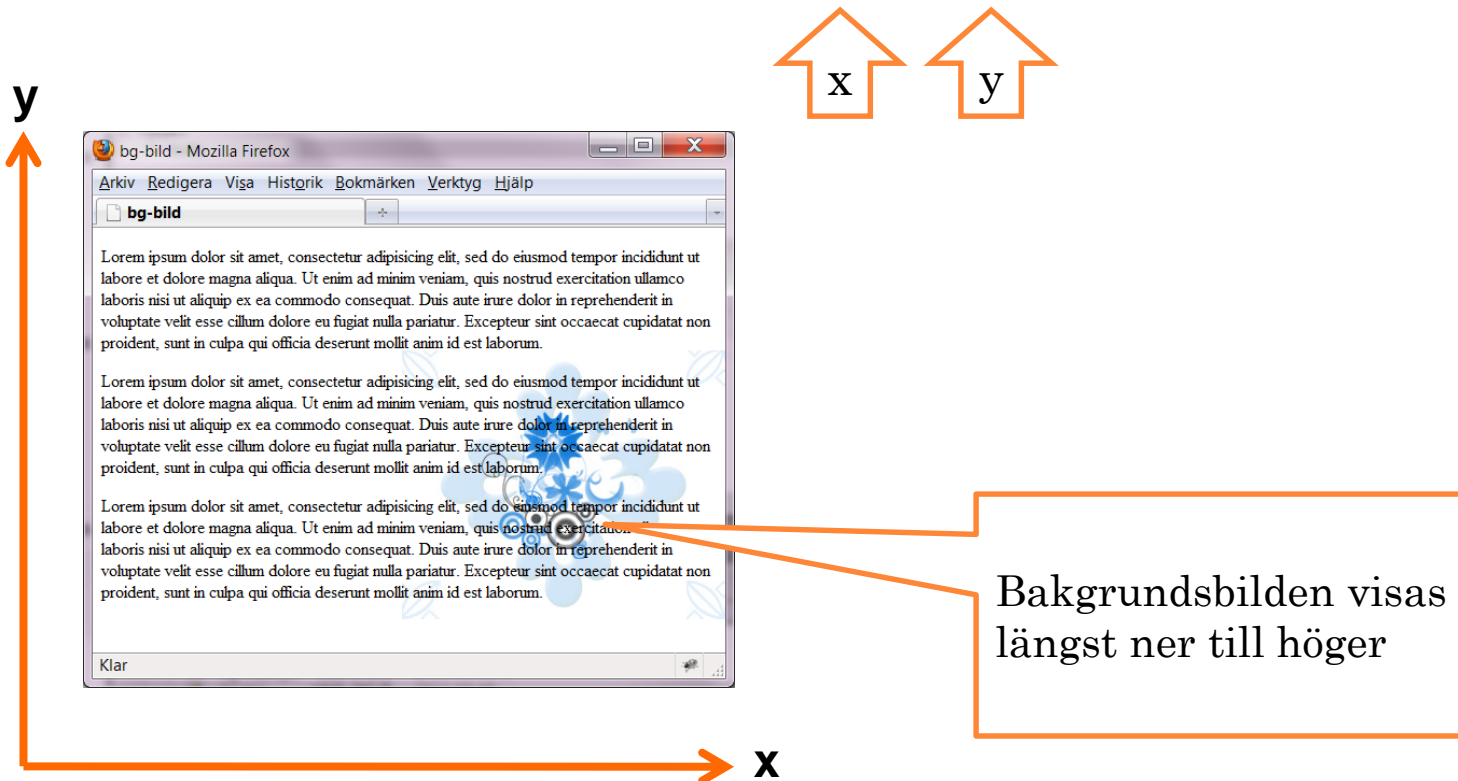 x y
y
bg-bild - Mozilla Firefox
Arkiv Redigera Visa Historik Bokmärken Verktyg Hjälp
bg-bild
Lorem ipsum dolor sit amet, consectetur adipisicing elit, sed do eiusmod tempor incididunt ut
labore et dolore magna aliqua. Ut enim ad minim veniam, quis nostrud exercitation ullamco
laboris nisi ut aliquip ex ea commodo consequat. Duis aute irure dolor in reprehenderit in
voluptate velit esse cillum dolore eu fugiat nulla pariatur. Excepteur sint occaecat cupidatat non
proident, sunt in culpa qui officia deserunt mollit anim id est laborum.
Lorem ipsum dolor sit amet, consectetur adipisicing elit, sed do eiusmod tempor incididunt ut
labore et dolore magna aliqua. Ut enim ad minim veniam, quis nostrud exercitation ullamco
laboris nisi ut aliquip ex ea commodo consequat. Duis aute irure dolor in reprehenderit in
voluptate velit esse cillum dolore eu fugiat nulla pariatur. Excepteur sint occaecat cupidatat non
proident, sunt in culpa qui officia deserunt mollit anim id est laborum.
Lorem ipsum dolor sit amet, consectetur adipisicing elit, sed do eiusmod tempor incididunt ut
labore et dolore magna aliqua. Ut enim ad minim veniam, quis nostrud exercitation
laboris nisi ut aliquip ex ea commodo consequat. Duis aute irure dolor in reprehenderit in
voluptate velit esse cillum dolore eu fugiat nulla pariatur. Excepteur sint occaecat cupidatat non
proident, sunt in culpa qui officia deserunt mollit anim id est laborum.
Klar
Bakgrundsbilden visas
längst ner till höger
x